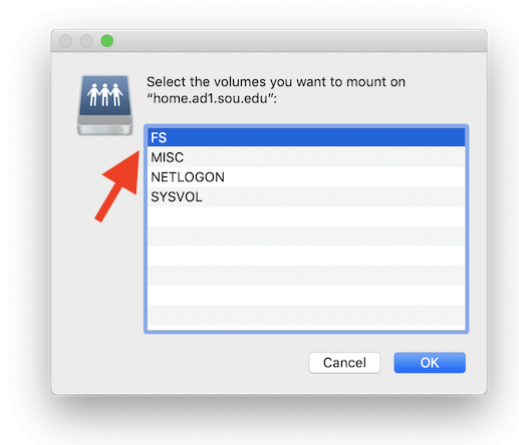 Select the volumes you want to mount on
“home.ad1.sou.edu”:
FS
MISC
NETLOGON
SYSVOL
Cancel
OK